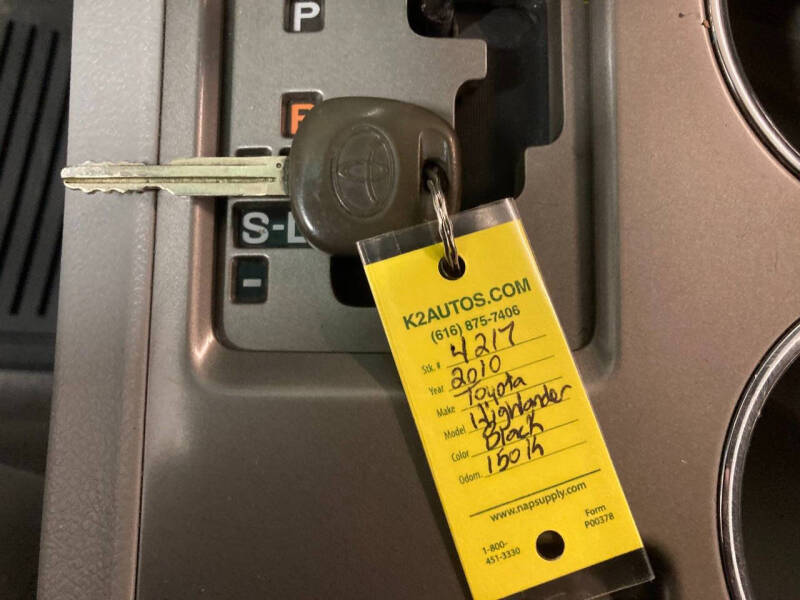 P
R
S-D
-
K2AUTOS.COM
(616) 875-7406
Stk. # 4217
Year 2010
Make Toyota
Model Highlander
Color Black
Odom. 150 K
www.napsupply.com
1-800-
451-3330
Form
P00378